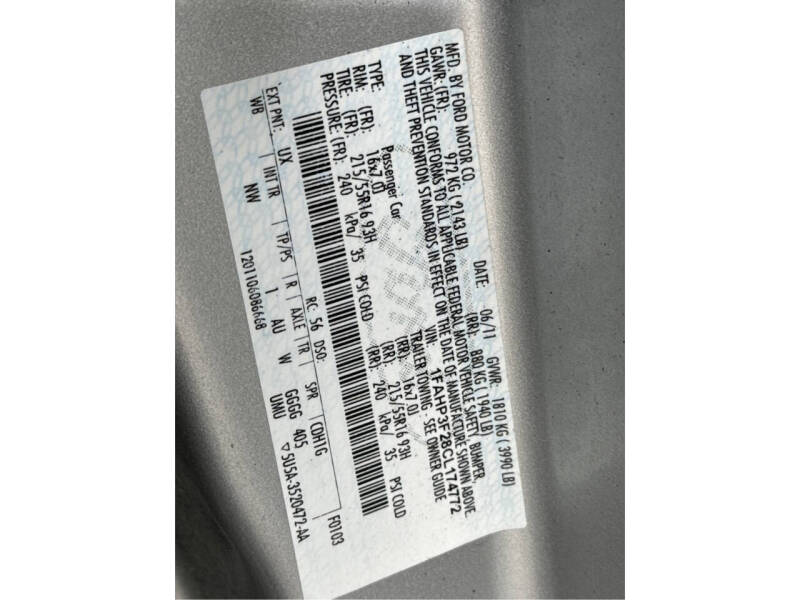 MFD. BY FORD MOTOR CO.
DATE: 06/11 GVWR: 1810 KG ( 3990 LB)
GAWR: (FR): 972 KG ( 2143 LB) (RR): 880 KG ( 1940 LB)
THIS VEHICLE CONFORMS TO ALL APPLICABLE FEDERAL MOTOR VEHICLE SAFETY, BUMPER,
AND THEFT PREVENTION STANDARDS IN EFFECT ON THE DATE OF MANUFACTURE SHOWN ABOVE.
VIN: 1FAHP3F28CL174772
TYPE: Passenger Car TRAILER TOWING - SEE OWNER GUIDE
RIM: (FR): 16x7.0J (RR): 16x7.0J
TIRE: (FR): 215/55R16 93H (RR): 215/55R16 93H
PRESSURE: (FR): 240 kPa/ 35 PSI COLD (RR): 240 kPa/ 35 PSI COLD
RC: 56 DSO: CDH1G F0103
EXT PNT: UX INT TR TP/PS R AXLE TR SPR
WB NW 1 AU W GGGG 405 5U5A-3520472-AA
1201106086668 UMU